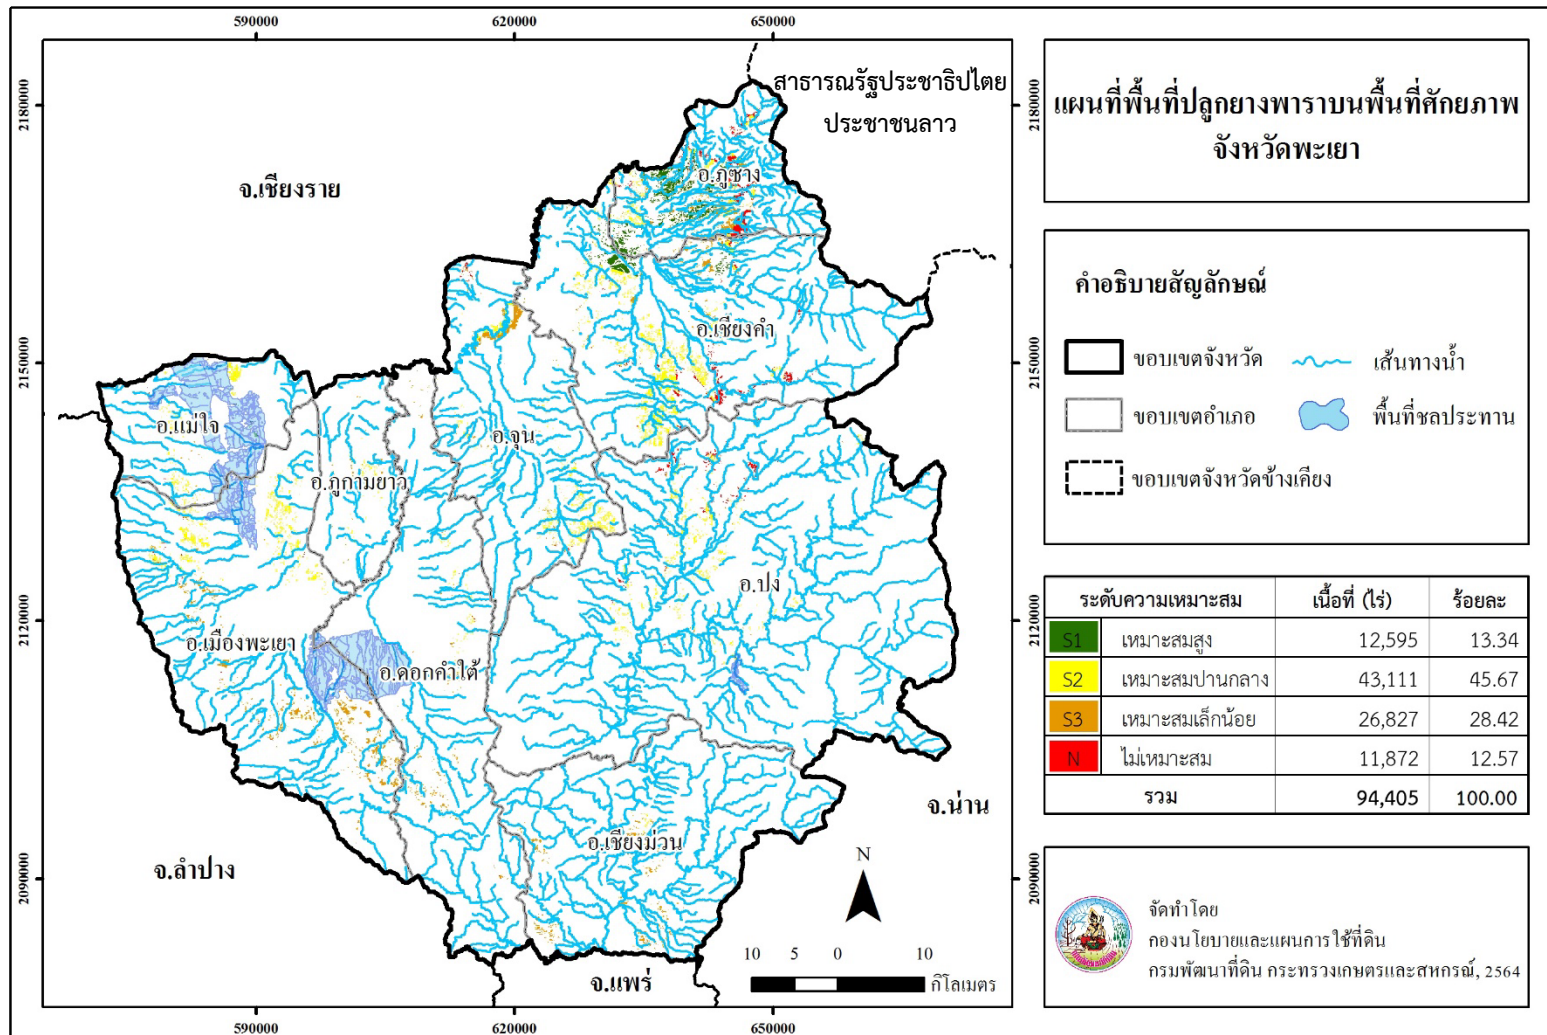 590000 620000 650000
2180000
2150000
2120000
2090000
2180000
2150000
2120000
2090000
590000 620000 650000
สาธารณรัฐประชาธิปไตย
ประชาชนลาว
จ.เชียงราย
อ.ภูซาง
อ.เชียงคำ
อ.แม่ใจ
อ.จุน
อ.ภูกามยาว
อ.ปง
อ.เมืองพะเยา
อ.ดอกคำใต้
อ.เชียงม่วน
จ.น่าน
จ.ลำปาง
จ.แพร่
N
10 5 0 10
กิโลเมตร
แผนที่พื้นที่ปลูกยางพาราบนพื้นที่ศักยภาพ
จังหวัดพะเยา
คำอธิบายสัญลักษณ์
ขอบเขตจังหวัด เส้นทางน้ำ
ขอบเขตอำเภอ พื้นที่ชลประทาน
ขอบเขตจังหวัดข้างเคียง
ระดับความเหมาะสม เนื้อที่ (ไร่) ร้อยละ
S1 เหมาะสมสูง 12,595 13.34
S2 เหมาะสมปานกลาง 43,111 45.67
S3 เหมาะสมเล็กน้อย 26,827 28.42
N ไม่เหมาะสม 11,872 12.57
รวม 94,405 100.00
จัดทำโดย
กองนโยบายและแผนการใช้ที่ดิน
กรมพัฒนาที่ดิน กระทรวงเกษตรและสหกรณ์, 2564